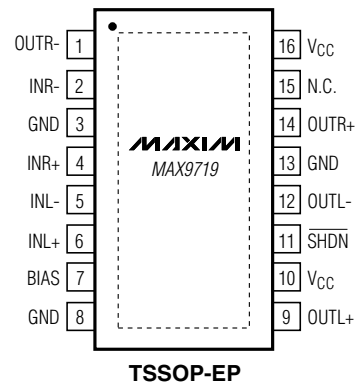 OUTR- 1
INR- 2
GND 3
INR+ 4
INL- 5
INL+ 6
BIAS 7
GND 8
MAXIM
MAX9719
16 VCC
15 N.C.
14 OUTR+
13 GND
12 OUTL-
11 SHDN
10 VCC
9 OUTL+
TSSOP-EP